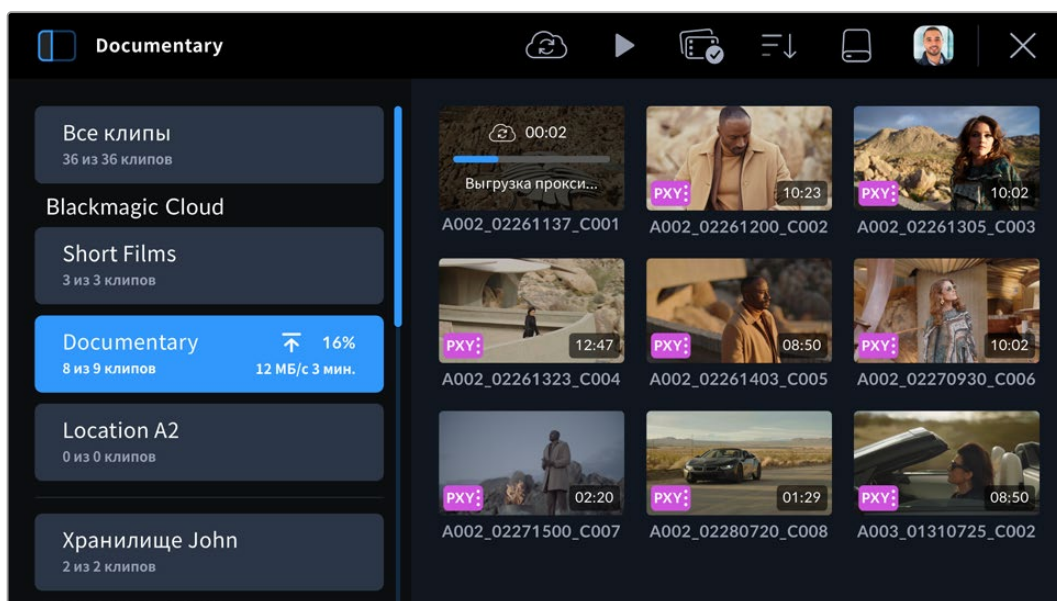 Documentary
Все клипы
36 из 36 клипов
Blackmagic Cloud
Short Films
3 из 3 клипов
Documentary 16%
8 из 9 клипов 12 МБ/с 3 мин.
Location A2
0 из 0 клипов
Хранилище John
2 из 2 клипов
00:02
Выгрузка прокси...
A002_02261137_C001
PXY 10:23
A002_02261200_C002
PXY 10:02
A002_02261305_C003
PXY 12:47
A002_02261323_C004
PXY 08:50
A002_02261403_C005
PXY 10:02
A002_02270930_C006
PXY 02:20
A002_02271500_C007
PXY 01:29
A002_02280720_C008
PXY 08:50
A003_01310725_C002